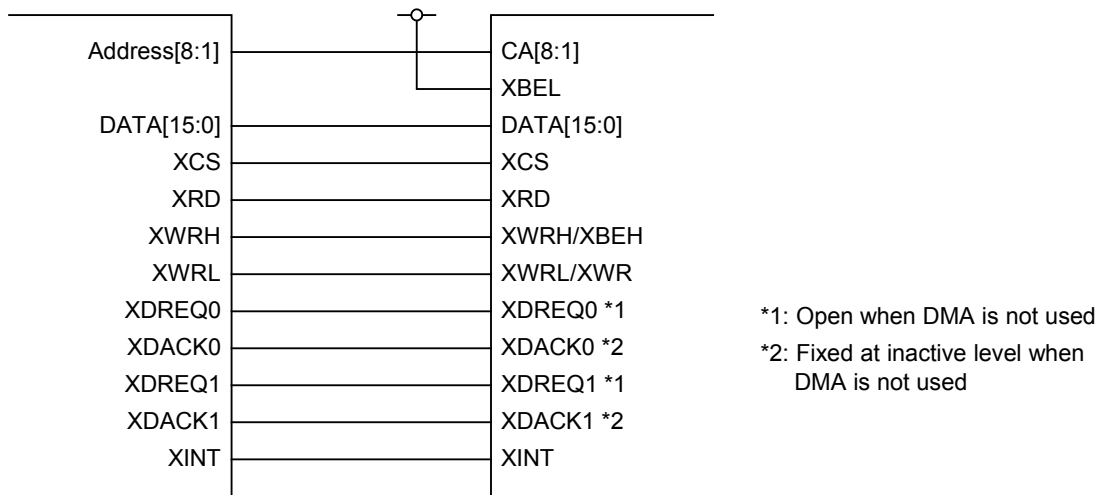 Address[8:1] CA[8:1]
XBEL
DATA[15:0] DATA[15:0]
XCS XCS
XRD XRD
XWRH XWRH/XBEH
XWRL XWRL/XWR
XDREQ0 XDREQ0 *1
XDACK0 XDACK0 *2
XDREQ1 XDREQ1 *1
XDACK1 XDACK1 *2
XINT XINT
*1: Open when DMA is not used
*2: Fixed at inactive level when
DMA is not used